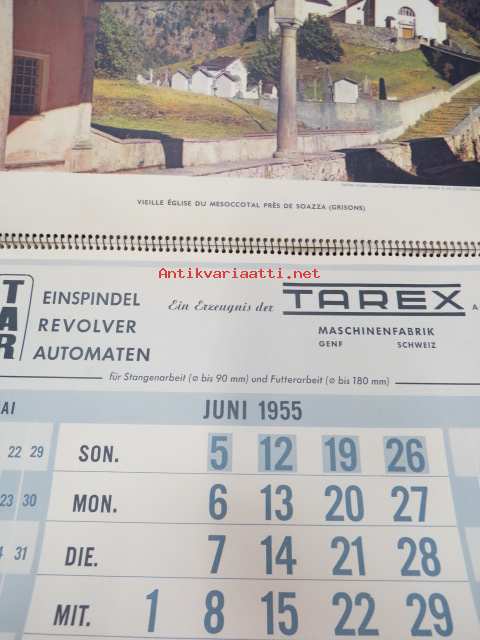 VIEILLE ÉGLISE DU MESOCCOTAL PRÈS DE SOAZZA (GRISONS)
Antikvariaatti.net
TAR
EINSPINDEL
REVOLVER
AUTOMATEN
Ein Erzeugnis der TAREX A
MASCHINENFABRIK
GENF SCHWEIZ
für Stangenarbeit (ø bis 90 mm) und Futterarbeit (ø bis 180 mm)
AI JUNI 1955
22 29 SON. 5 12 19 26
23 30 MON. 6 13 20 27
31 DIE. 7 14 21 28
MIT. 1 8 15 22 29